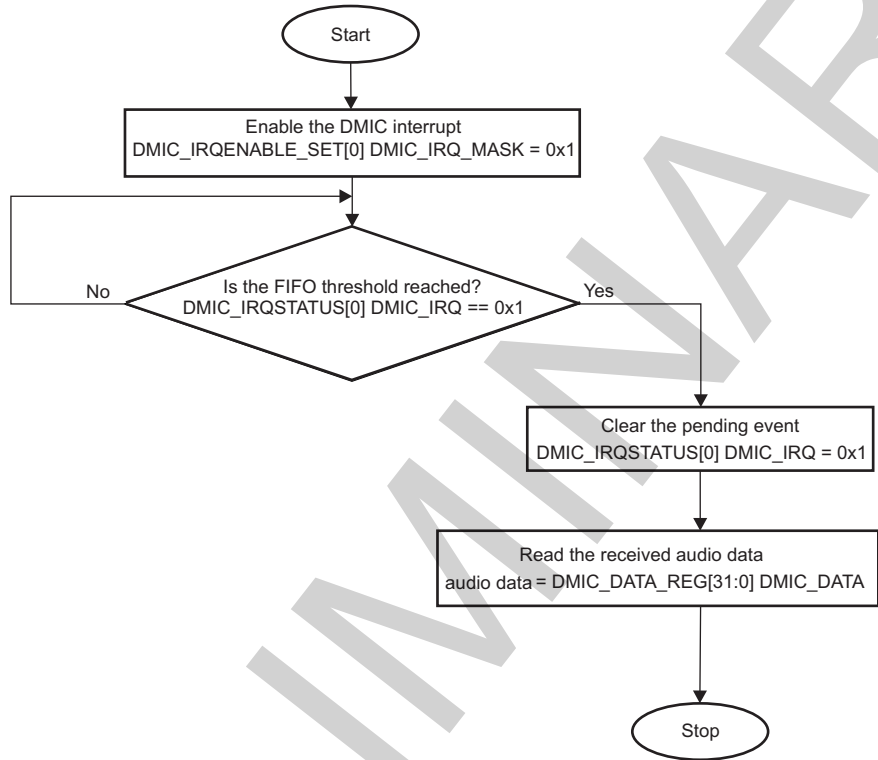 Start
Enable the DMIC interrupt
DMIC_IRQENABLE_SET[0] DMIC_IRQ_MASK = 0x1
Is the FIFO threshold reached?
DMIC_IRQSTATUS[0] DMIC_IRQ == 0x1
No
Yes
Clear the pending event
DMIC_IRQSTATUS[0] DMIC_IRQ = 0x1
Read the received audio data
audio data = DMIC_DATA_REG[31:0] DMIC_DATA
Stop
IMINAR